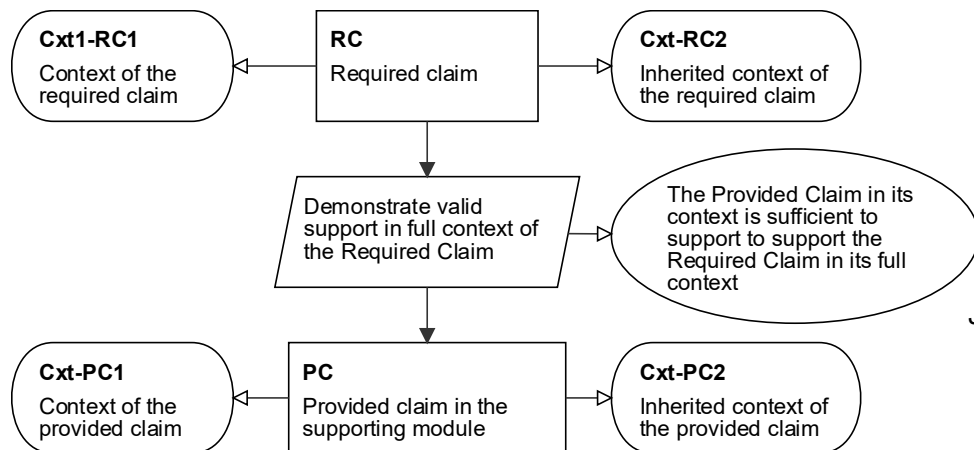 Cxt1-RC1
Context of the
required claim
RC
Required claim
Cxt-RC2
Inherited context of
the required claim
Demonstrate valid
support in full context of
the Required Claim
The Provided Claim in its
context is sufficient to
support to support the
Required Claim in its full
context
Cxt-PC1
Context of the
provided claim
PC
Provided claim in the
supporting module
Cxt-PC2
Inherited context of
the provided claim